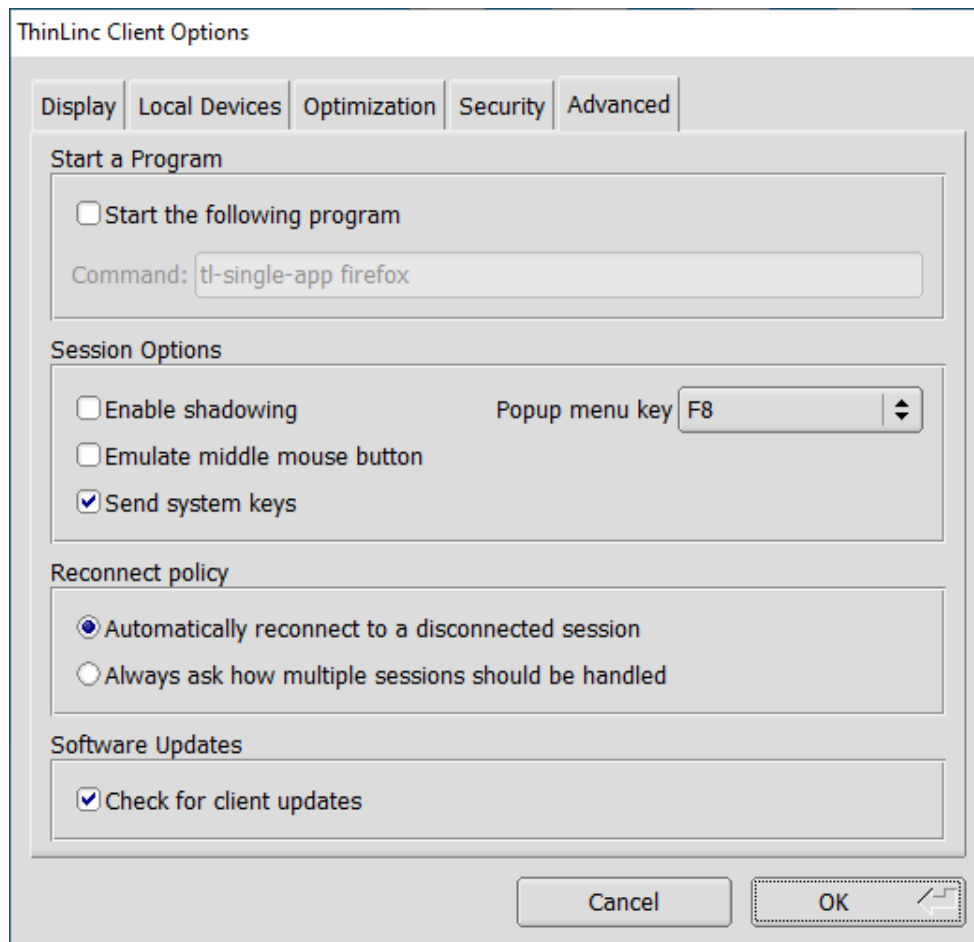 ThinLinc Client Options
Display Local Devices Optimization Security Advanced
Start a Program
Start the following program
Command: tl-single-app firefox
Session Options
Enable shadowing Popup menu key F8
Emulate middle mouse button
Send system keys
Reconnect policy
Automatically reconnect to a disconnected session
Always ask how multiple sessions should be handled
Software Updates
Check for client updates
Cancel OK